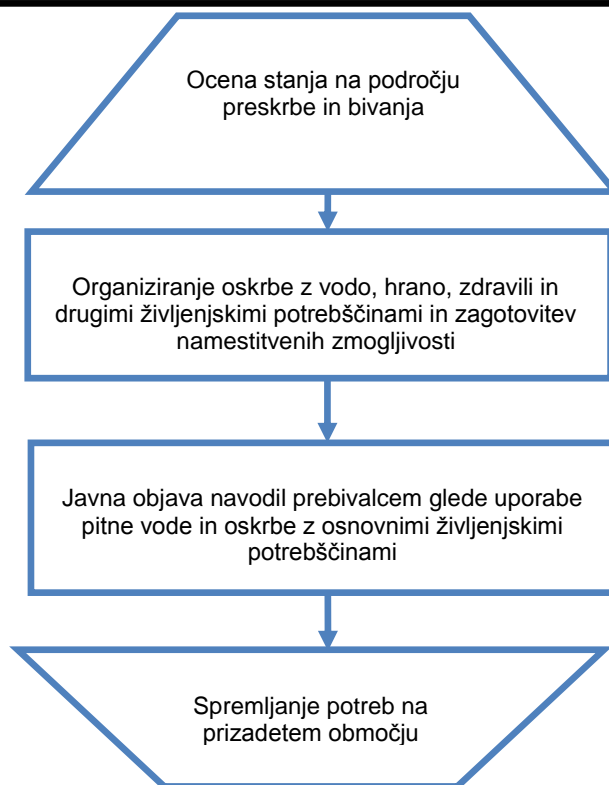 Ocena stanja na področju
preskrbe in bivanja
Organiziranje oskrbe z vodo, hrano, zdravili in
drugimi življenjskimi potrebščinami in zagotovitev
namestitvenih zmogljivosti
Javna objava navodil prebivalcem glede uporabe
pitne vode in oskrbe z osnovnimi življenjskimi
potrebščinami
Spremljanje potreb na
prizadetem območju